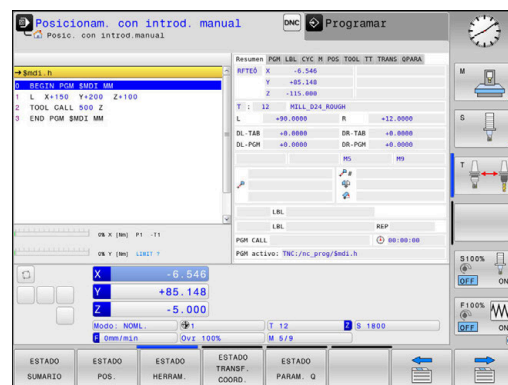 Posicionam. con introd. manual
Posic. con introd.manual
DNC
Programar
→$mdi.h
0 BEGIN PGM $MDI MM
1 L X+150 Y+200 Z+100
2 TOOL CALL 500 Z
3 END PGM $MDI MM
0% X [Nm] P1 -T1
0% Y [Nm] LIMIT ?
Resumen PGM LBL CYC M POS TOOL TT TRANS QPARA
X -6.546
Y +85.148
Z -115.000
T : 12 MILL_D24_ROUGH
L +90.0000 R +12.0000
DL-TAB +0.0000 DR-TAB +0.0000
DL-PGM +0.0000 DR-PGM +0.0000
M5 M9
LBL
LBL REP
PGM CALL 00:00:00
PGM activo: TNC:/nc_prog/$mdi.h
X -6.546
Y +85.148
Z -5.000
Modo: NOML. 1 T 12 Z S 1800
F 0mm/min Ovr 100% M 5/9
M
S
T
S100%
OFF ON
F100%
OFF ON
ESTADO SUMARIO
ESTADO POS.
ESTADO HERRAM.
ESTADO TRANSF. COORD.
ESTADO PARAM. Q